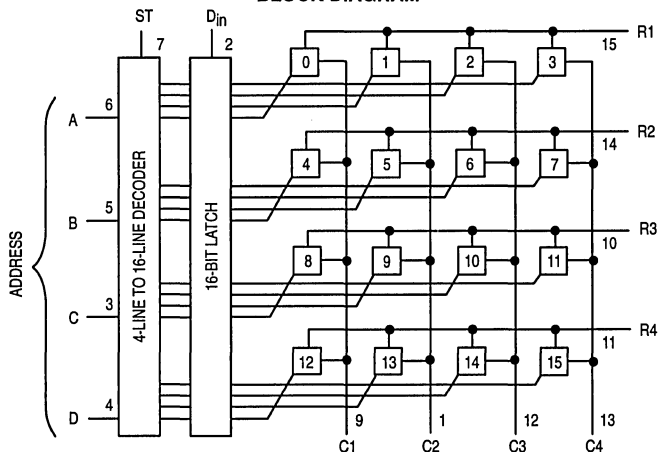 BLOCK DIAGRAM
ST Din
7 2
R1
15
0 1 2 3
6
A
R2
14
4 5 6 7
5
B
ADDRESS
4-LINE TO 16-LINE DECODER
16-BIT LATCH
R3
10
8 9 10 11
3
C
R4
11
12 13 14 15
4
D
9 1 12 13
C1 C2 C3 C4